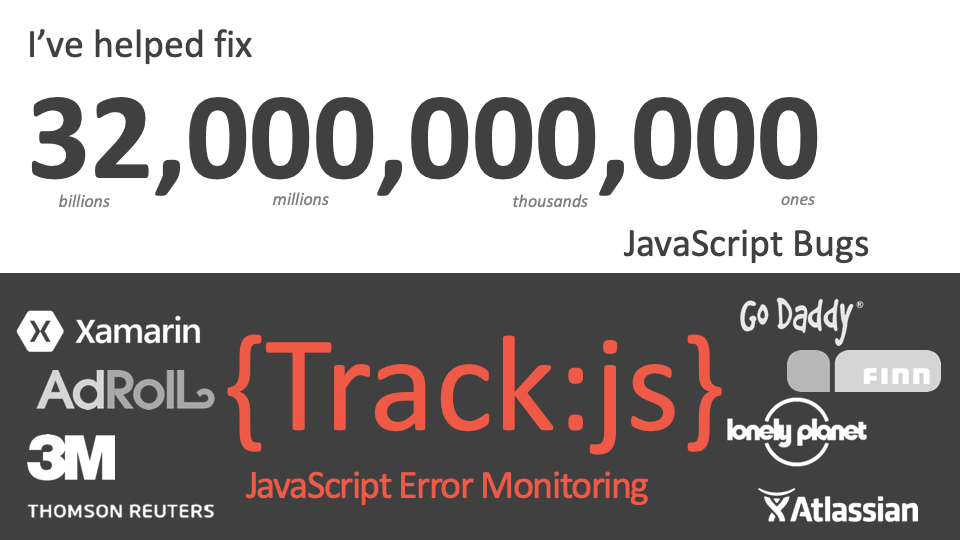 I’ve helped fix
32,000,000,000
billions millions thousands ones
JavaScript Bugs
Xamarin
AdRoll
3M
THOMSON REUTERS
{Track:js}
JavaScript Error Monitoring
Go Daddy®
FINN
lonely planet
Atlassian